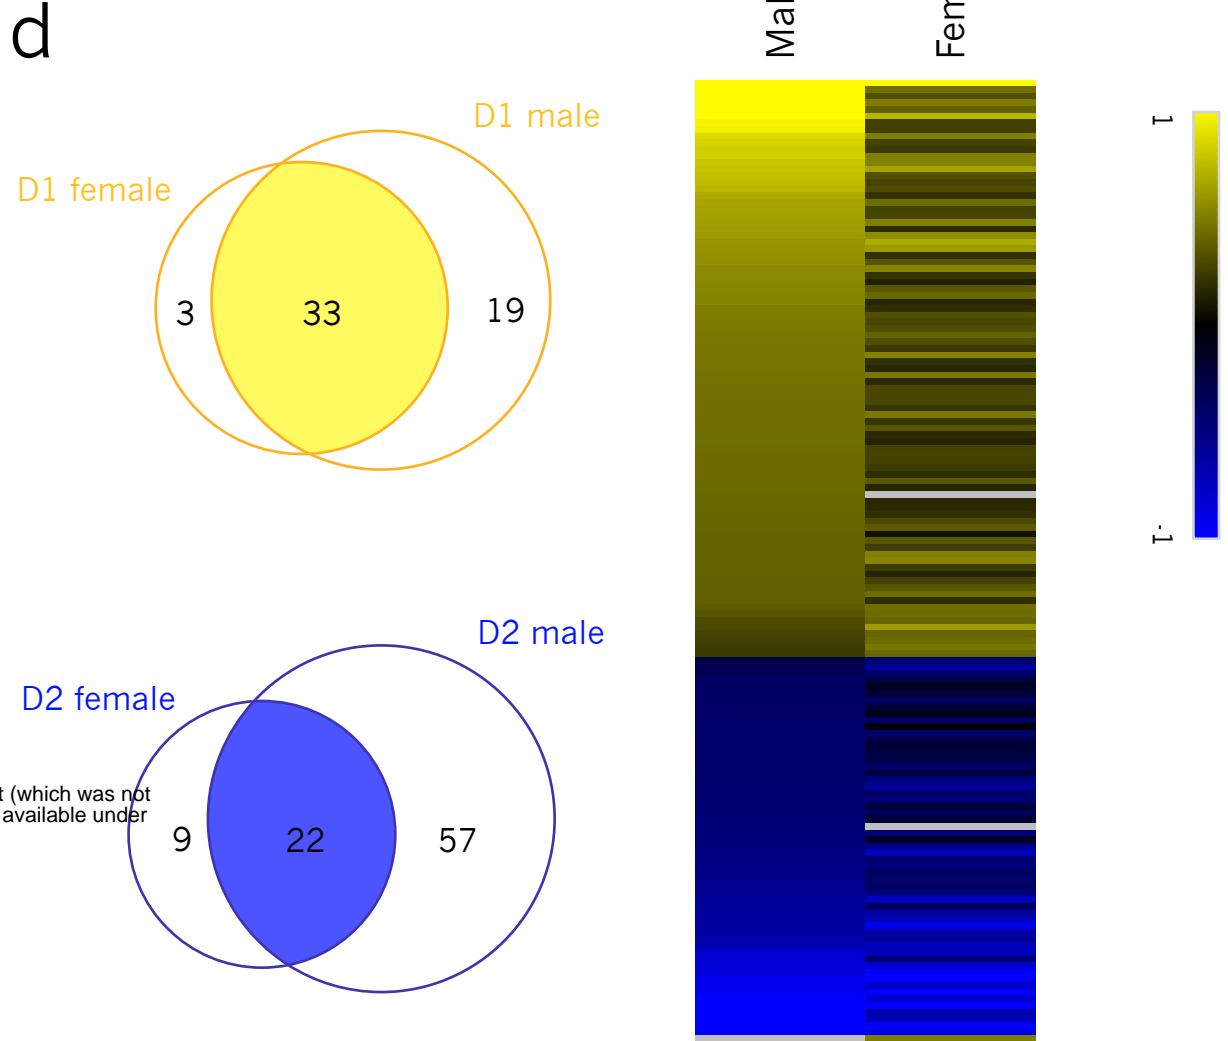 d
Mal
Fem
D1 male
D1 female
3
33
19
1
-1
D2 male
D2 female
t (which was not
available under
9
22
57